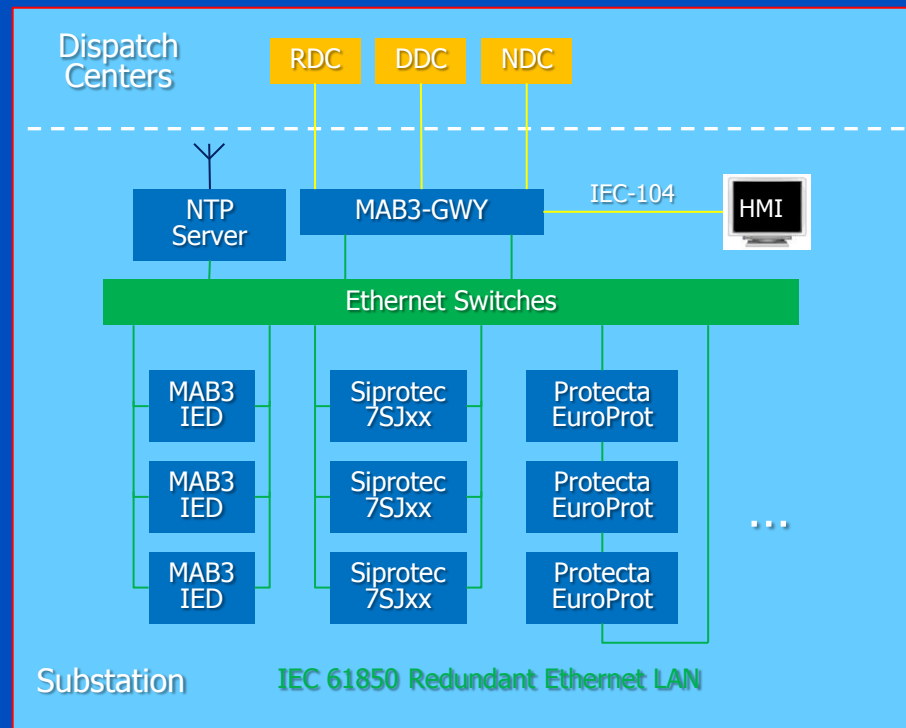 Dispatch
Centers
RDC
DDC
NDC
NTP
Server
MAB3-GWY
IEC-104
HMI
Ethernet Switches
MAB3
IED
Siprotec
7SJxx
Protecta
EuroProt
MAB3
IED
Siprotec
7SJxx
Protecta
EuroProt
...
MAB3
IED
Siprotec
7SJxx
Protecta
EuroProt
Substation
IEC 61850 Redundant Ethernet LAN